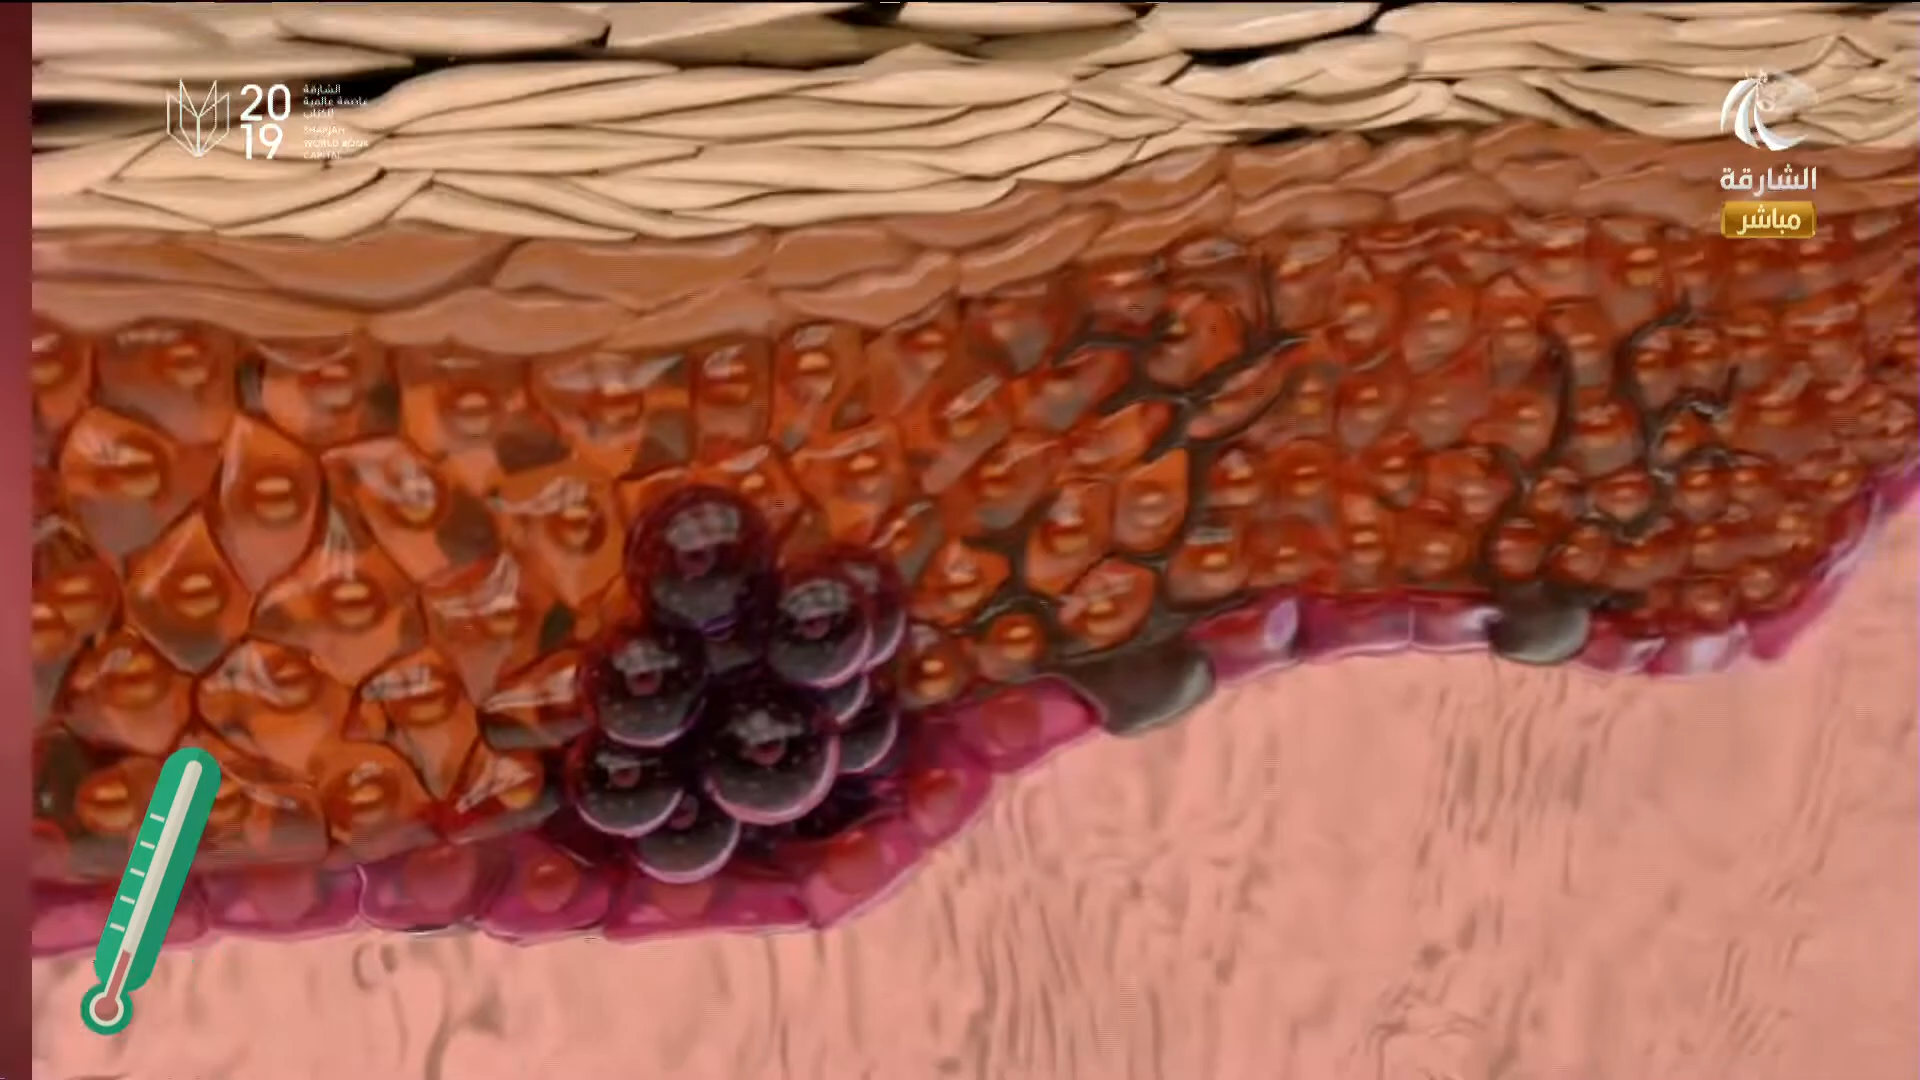 20
19
الشارقة
عاصمة عالمية
للكتاب
SHARJAH
WORLD BOOK
CAPITAL
الشارقة
مباشر